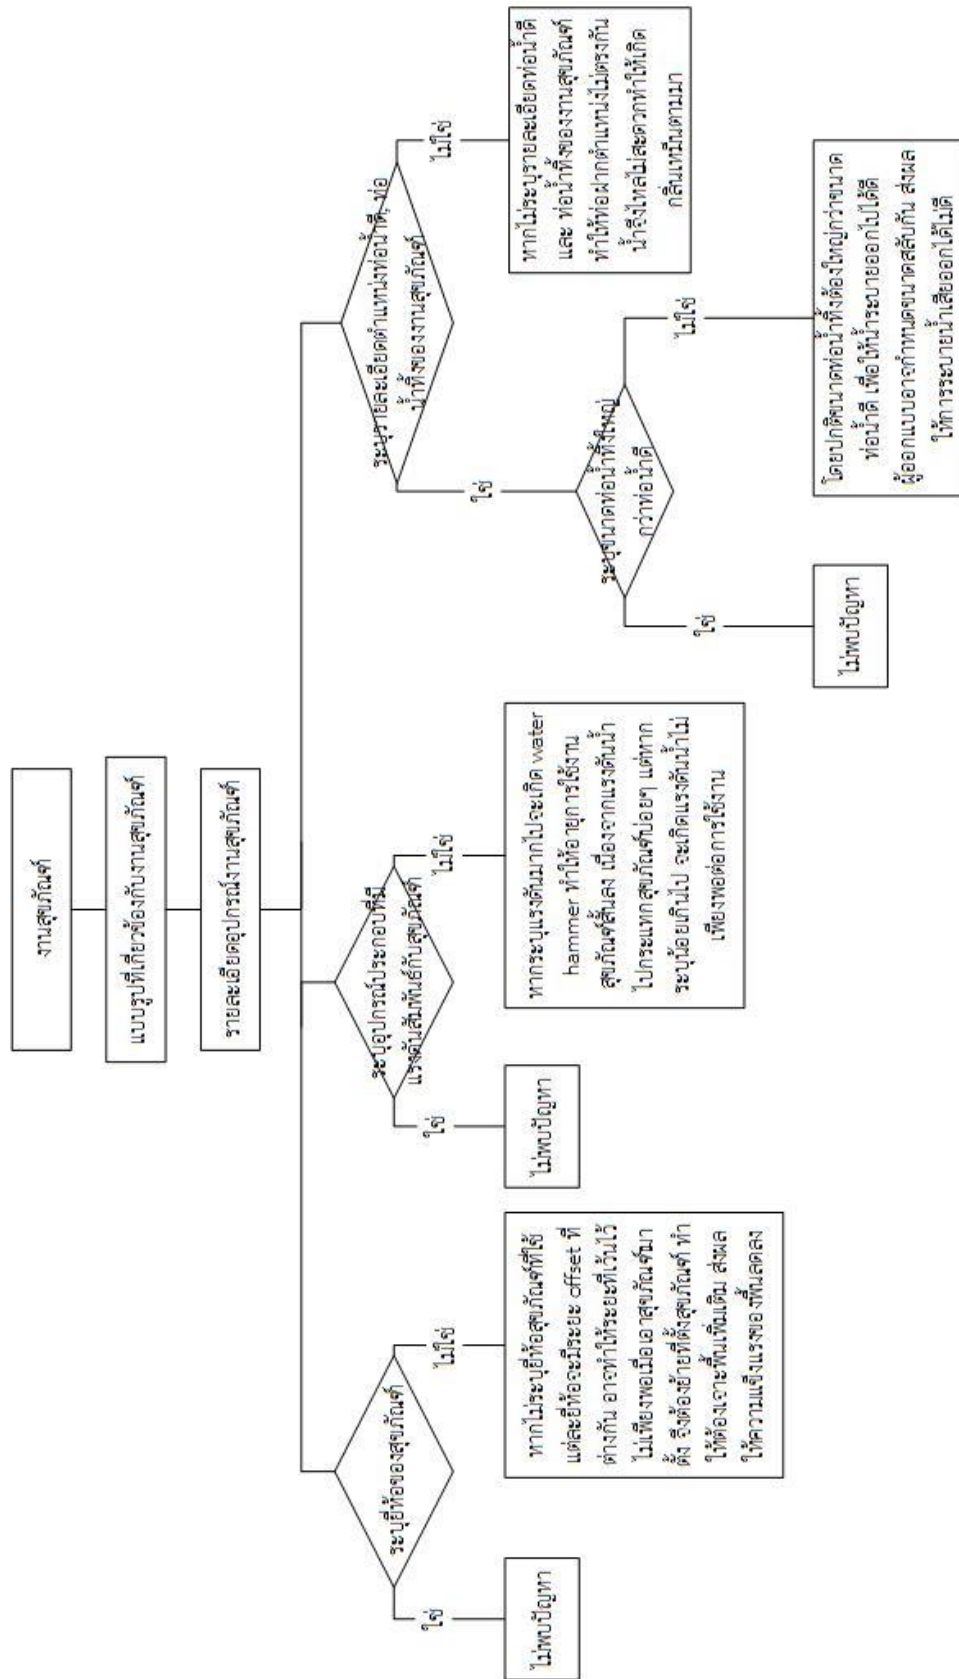 งานสุขภัณฑ์
แบบรูปที่เกี่ยวข้องกับงานสุขภัณฑ์
รายละเอียดอุปกรณ์งานสุขภัณฑ์
ระบุยี่ห้อของสุขภัณฑ์
ใช่
ไม่ใช่
ไม่พบปัญหา
หากไม่ระบุยี่ห้อสุขภัณฑ์ที่ใช้
แต่ละยี่ห้อจะมีระยะ offset ที่
ต่างกัน อาจทำให้ระยะที่เว้นไว้
ไม่เพียงพอเมื่อเอาสุขภัณฑ์มา
ตั้ง จึงต้องย้ายที่ตั้งสุขภัณฑ์ ทำ
ให้ต้องเจาะพื้นเพิ่มเติม ส่งผล
ให้ความแข็งแรงของพื้นลดลง
ระบุอุปกรณ์ประกอบที่มี
แรงดันสัมพันธ์กับสุขภัณฑ์
ใช่
ไม่ใช่
ไม่พบปัญหา
หากระบุแรงดันมากไปจะเกิด water
hammer ทำให้อายุการใช้งาน
สุขภัณฑ์สั้นลง เนื่องจากแรงดันน้ำ
ไปกระแทกสุขภัณฑ์บ่อยๆ แต่หาก
ระบุน้อยเกินไป จะเกิดแรงดันน้ำไม่
เพียงพอต่อการใช้งาน
ระบุรายละเอียดตำแหน่งท่อน้ำดี, ท่อ
น้ำทิ้งของงานสุขภัณฑ์
ใช่
ไม่ใช่
ระบุขนาดท่อน้ำทิ้งใหญ่
กว่าท่อน้ำดี
ใช่
ไม่ใช่
ไม่พบปัญหา
โดยปกติขนาดท่อน้ำทิ้งต้องใหญ่กว่าขนาด
ท่อน้ำดี เพื่อให้น้ำระบายออกไปได้ดี
ผู้ออกแบบอาจกำหนดขนาดสลับกัน ส่งผล
ให้การระบายน้ำเสียออกได้ไม่ดี
หากไม่ระบุรายละเอียดท่อน้ำดี
และ ท่อน้ำทิ้งของงานสุขภัณฑ์
ทำให้ท่อฝากตำแหน่งไม่ตรงกัน
น้ำจึงไหลไม่สะดวกทำให้เกิด
กลิ่นเหม็นตามมา